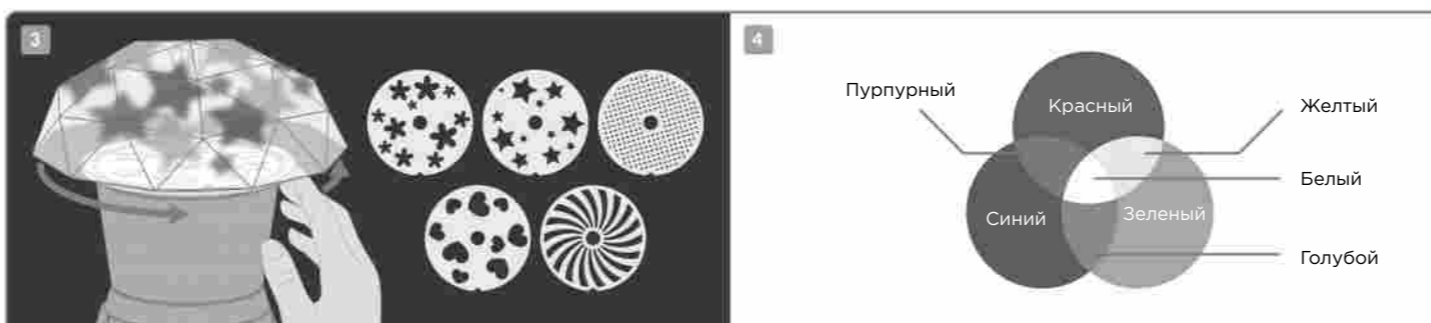 3
4
Пурпурный
Красный
Желтый
Белый
Синий
Зеленый
Голубой